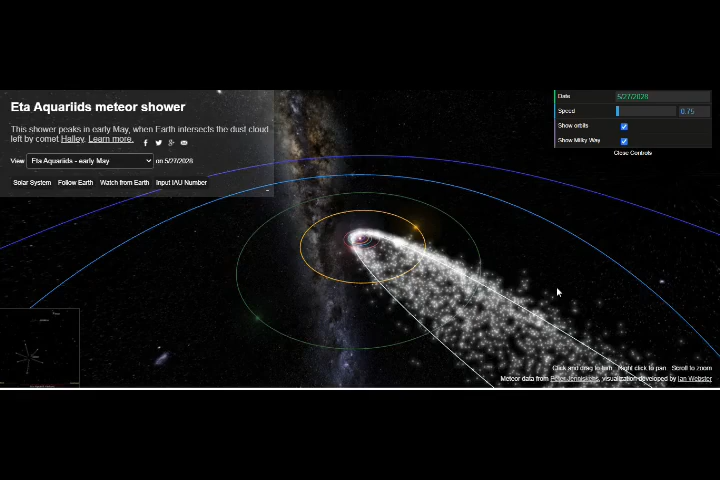 Eta Aquariids meteor shower
This shower peaks in early May, when Earth intersects the dust cloud
left by comet Halley. Learn more.
View Eta Aquariids - early May on 5/27/2028
Solar System Follow Earth Watch from Earth Input IAU Number
Date 5/27/2028
Speed 0.75
Show orbits
Show Milky Way
Close Controls
Click and drag to turn Right click to pan Scroll to zoom
Meteor data from Peter Jenniskens, visualization developed by Ian Webster